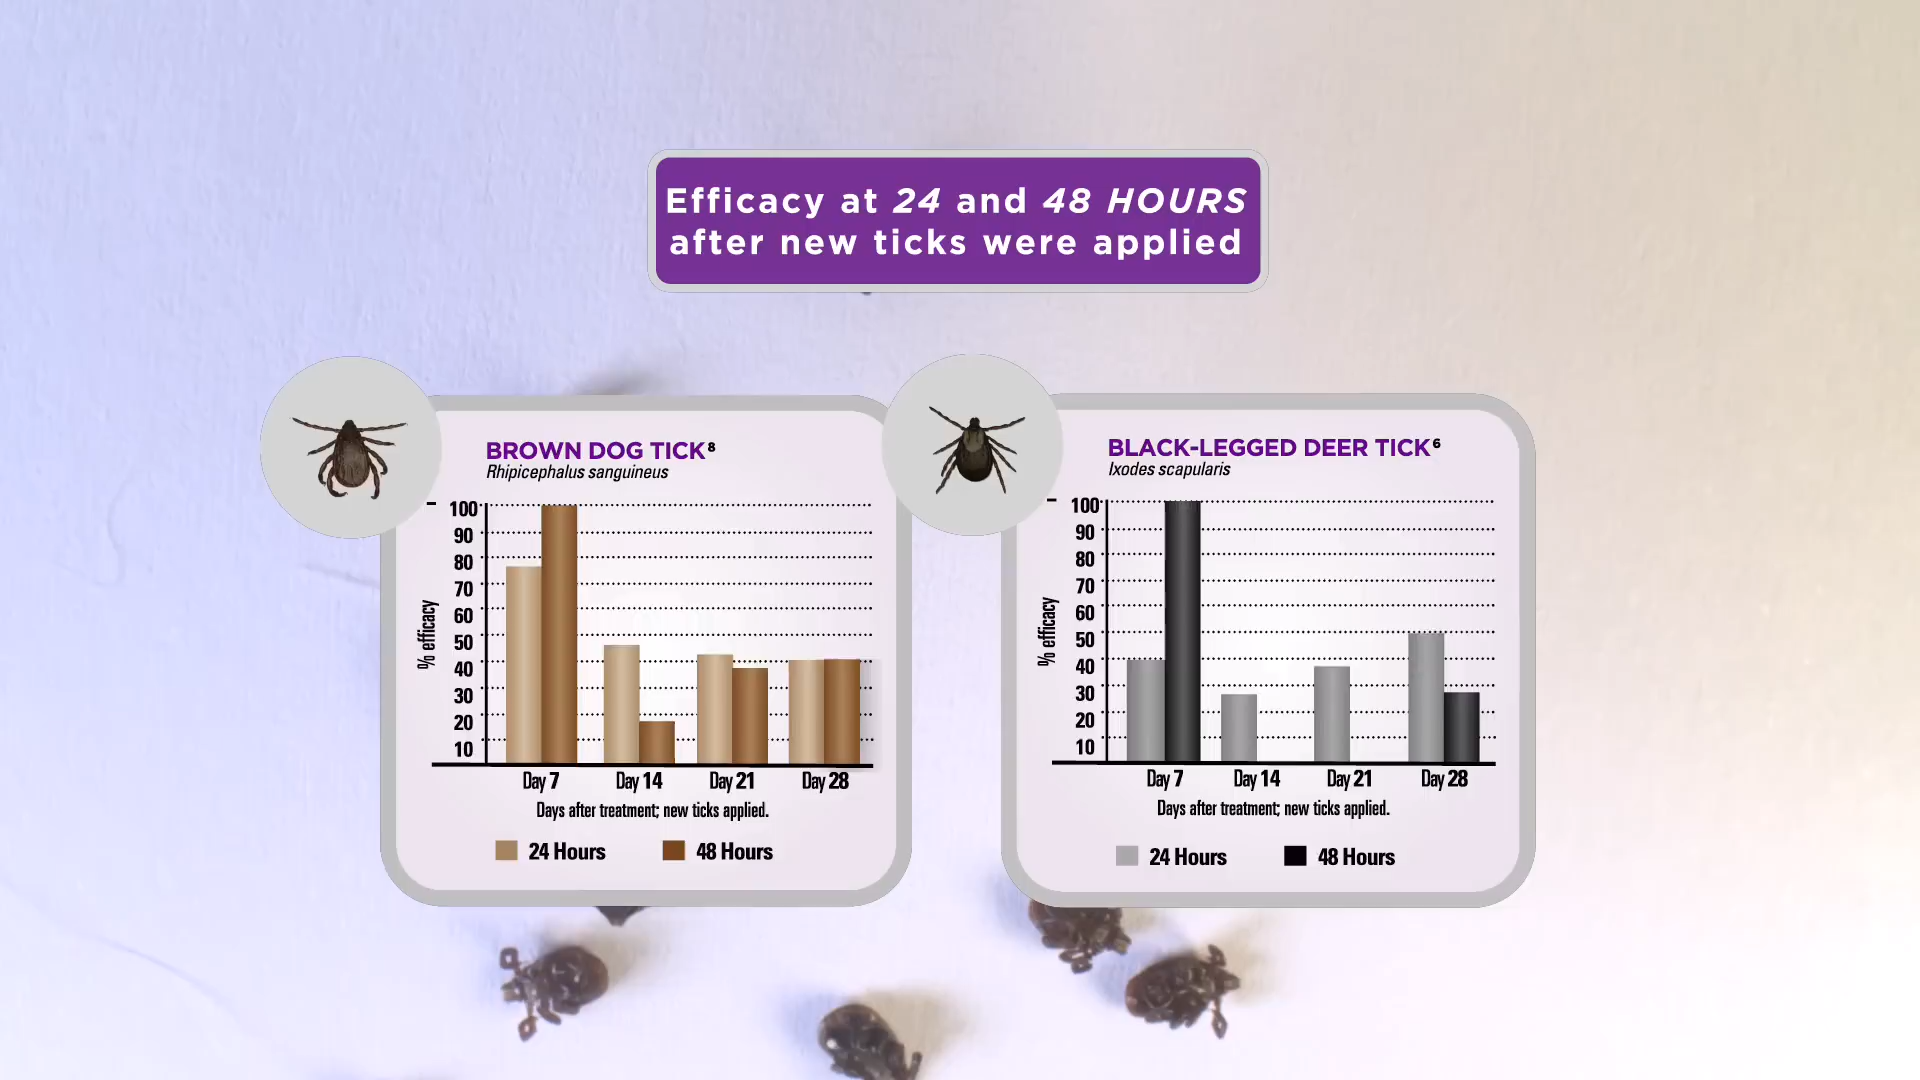 Efficacy at 24 and 48 HOURS
after new ticks were applied
BROWN DOG TICK⁸
Rhipicephalus sanguineus
% efficacy
100
90
80
70
60
50
40
30
20
10
Day 7
Day 14
Day 21
Day 28
Days after treatment; new ticks applied.
24 Hours
48 Hours
BLACK-LEGGED DEER TICK⁶
Ixodes scapularis
% efficacy
100
90
80
70
60
50
40
30
20
10
Day 7
Day 14
Day 21
Day 28
Days after treatment; new ticks applied.
24 Hours
48 Hours